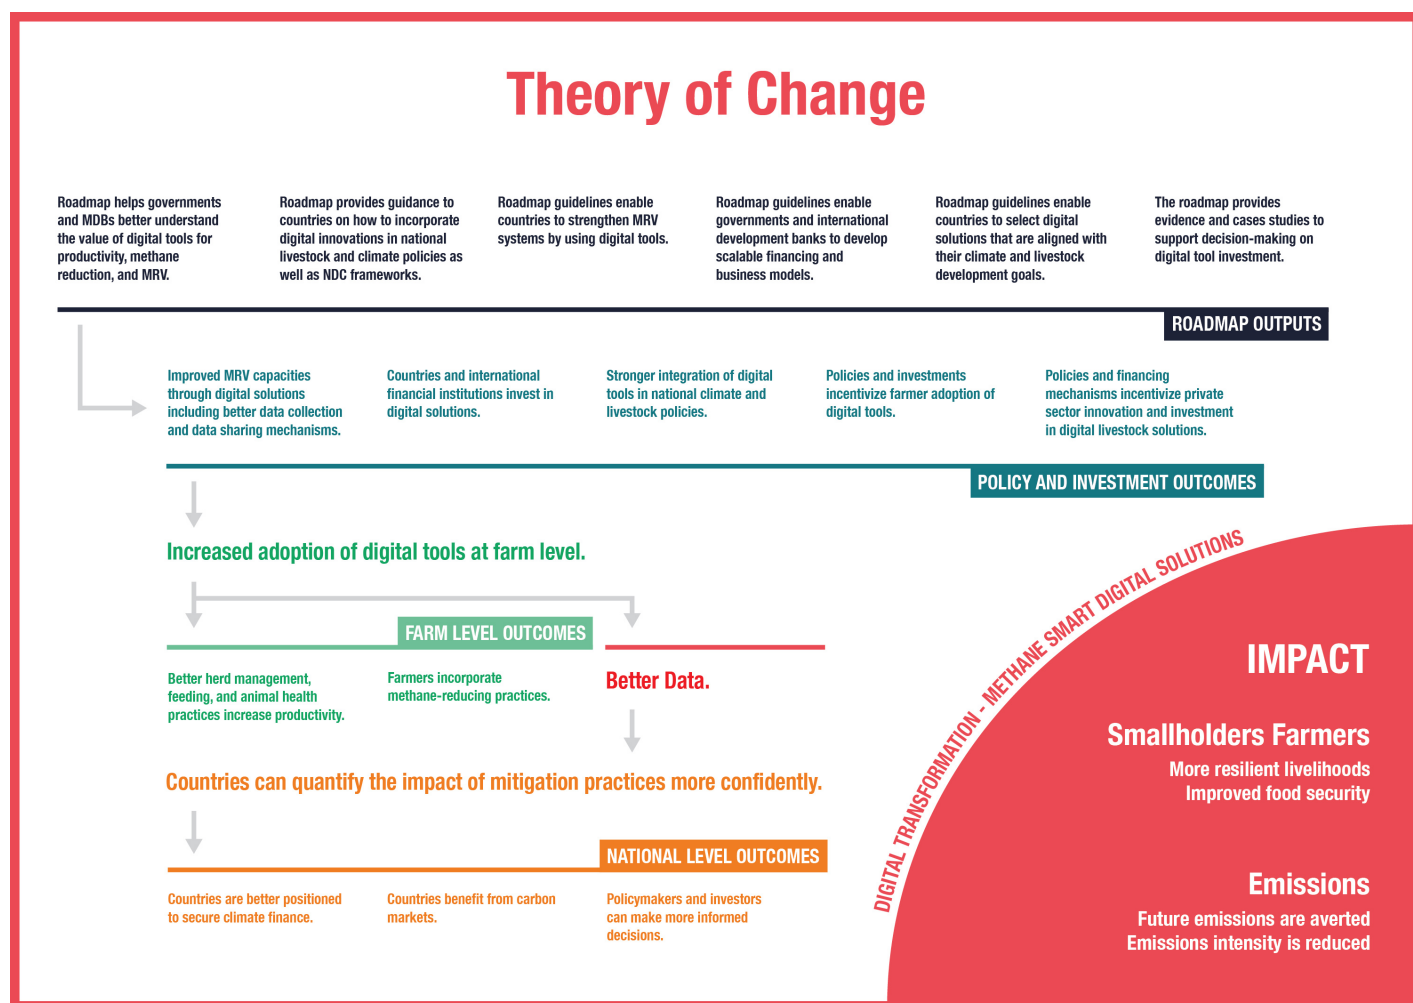 Theory of Change
Roadmap helps governments
and MDBs better understand
the value of digital tools for
productivity, methane
reduction, and MRV.
Roadmap provides guidance to
countries on how to incorporate
digital innovations in national
livestock and climate policies as
well as NDC frameworks.
Roadmap guidelines enable
countries to strengthen MRV
systems by using digital tools.
Roadmap guidelines enable
governments and international
development banks to develop
scalable financing and
business models.
Roadmap guidelines enable
countries to select digital
solutions that are aligned with
their climate and livestock
development goals.
The roadmap provides
evidence and cases studies to
support decision-making on
digital tool investment.
ROADMAP OUTPUTS
Improved MRV capacities
through digital solutions
including better data collection
and data sharing mechanisms.
Countries and international
financial institutions invest in
digital solutions.
Stronger integration of digital
tools in national climate and
livestock policies.
Policies and investments
incentivize farmer adoption of
digital tools.
Policies and financing
mechanisms incentivize private
sector innovation and investment
in digital livestock solutions.
POLICY AND INVESTMENT OUTCOMES
Increased adoption of digital tools at farm level.
FARM LEVEL OUTCOMES
Better herd management,
feeding, and animal health
practices increase productivity.
Farmers incorporate
methane-reducing practices.
Better Data.
Countries can quantify the impact of mitigation practices more confidently.
NATIONAL LEVEL OUTCOMES
Countries are better positioned
to secure climate finance.
Countries benefit from carbon
markets.
Policymakers and investors
can make more informed
decisions.
DIGITAL TRANSFORMATION - METHANE SMART DIGITAL SOLUTIONS
IMPACT
Smallholders Farmers
More resilient livelihoods
Improved food security
Emissions
Future emissions are averted
Emissions intensity is reduced